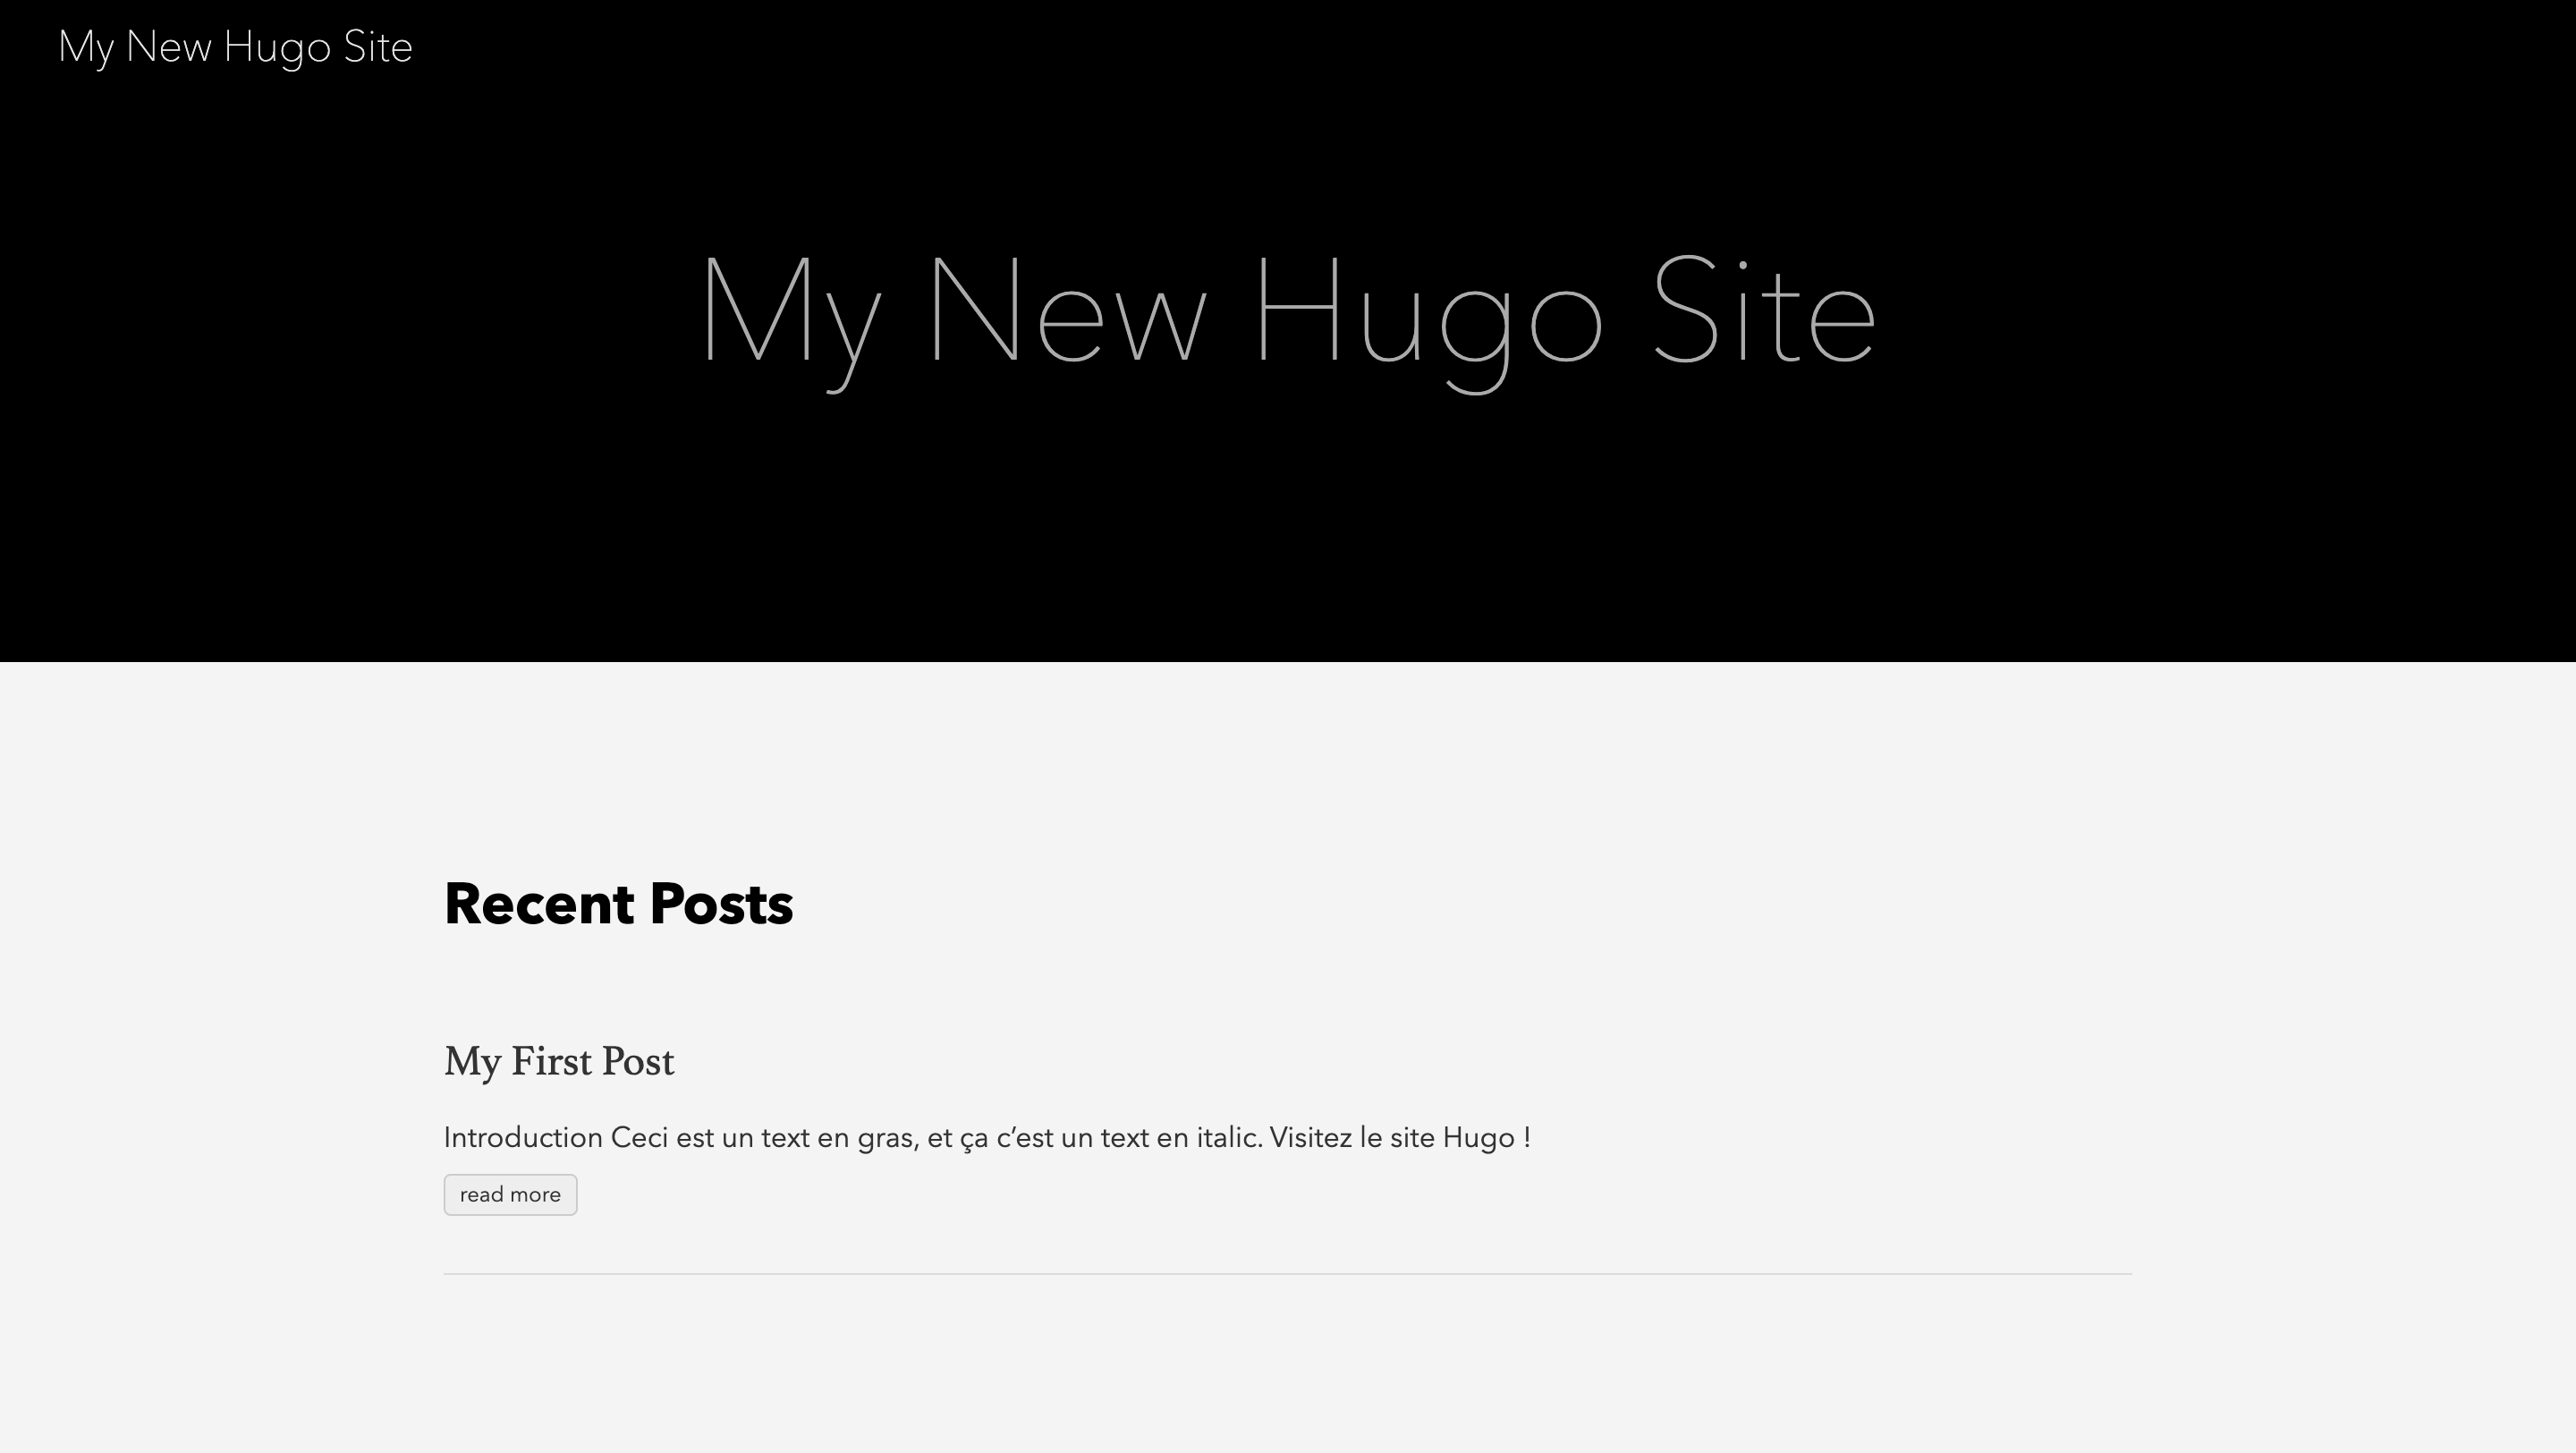 My New Hugo Site
My New Hugo Site
Recent Posts
My First Post
Introduction Ceci est un text en gras, et ça c’est un text en italic. Visitez le site Hugo !
read more